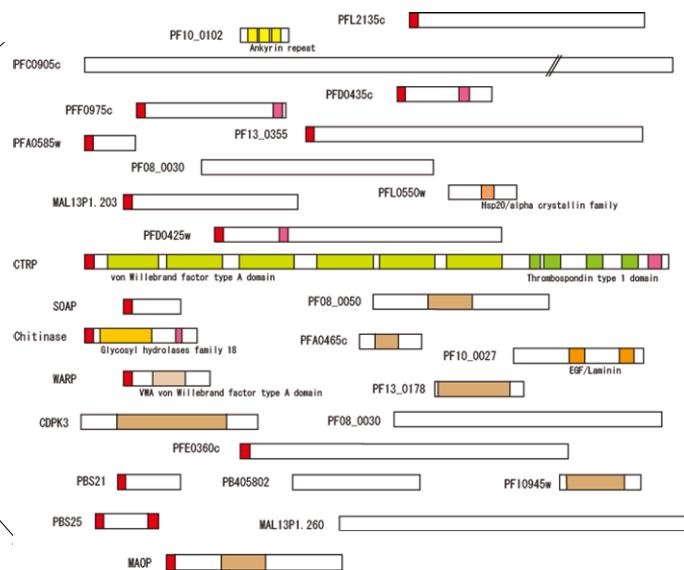 PFL2135c
PF10_0102
Ankyrin repeat
PFC0905c
PFD0435c
PFF0975c
PF13_0355
PFA0585w
PF08_0030
PFL0550w
Hsp20/alpha crystallin family
MAL13P1.203
PFD0425w
CTRP
von Willebrand factor type A domain
Thrombospondin type 1 domain
SOAP
PF08_0050
Chitinase
Glycosyl hydrolases family 18
PFA0465c
PF10_0027
EGF/Laminin
WARP
VWA von Willebrand factor type A domain
PF13_0178
CDPK3
PF08_0030
PFE0360c
PBS21
PB405802
PFI0945w
PBS25
MAL13P1.260
MAOP